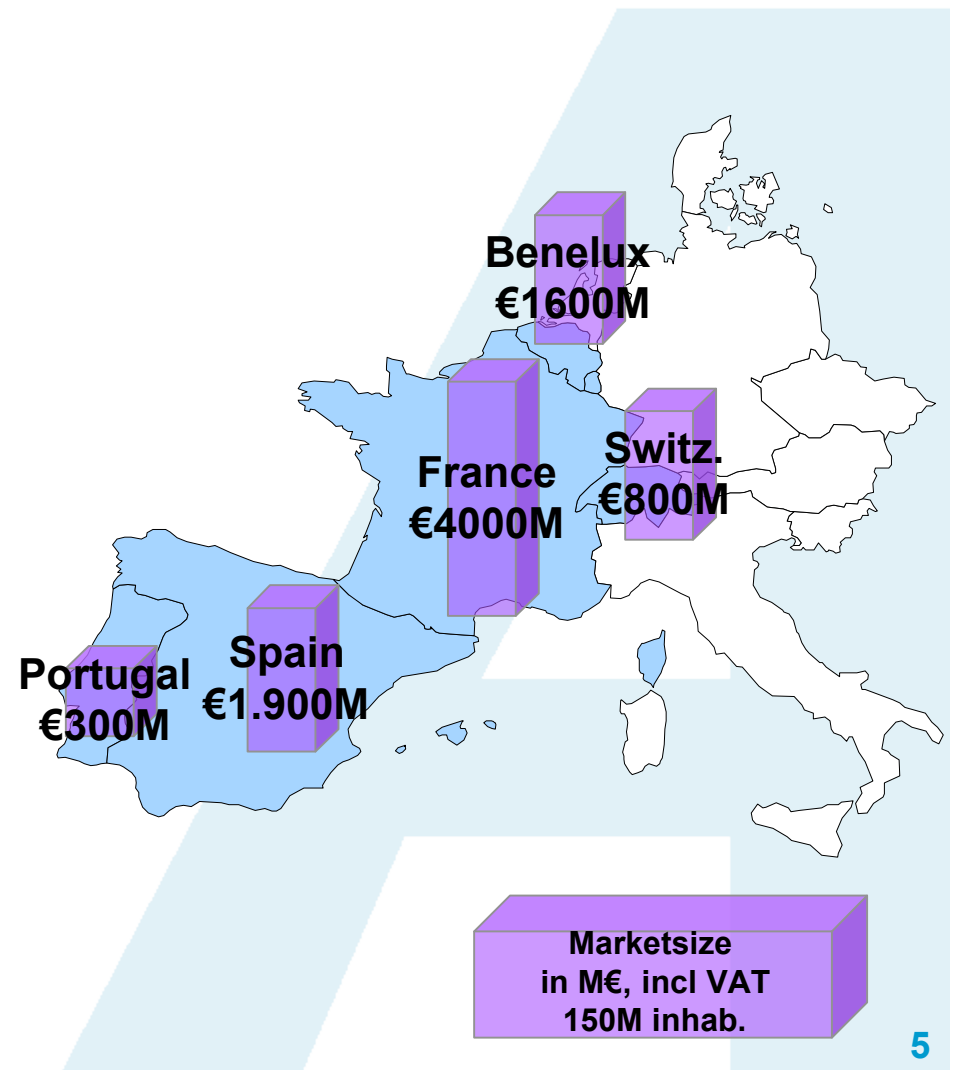 Benelux
€1600M
France
€4000M
Switz.
€800M
Spain
€1.900M
Portugal
€300M
Marketsize
in M€, incl VAT
150M inhab.
5